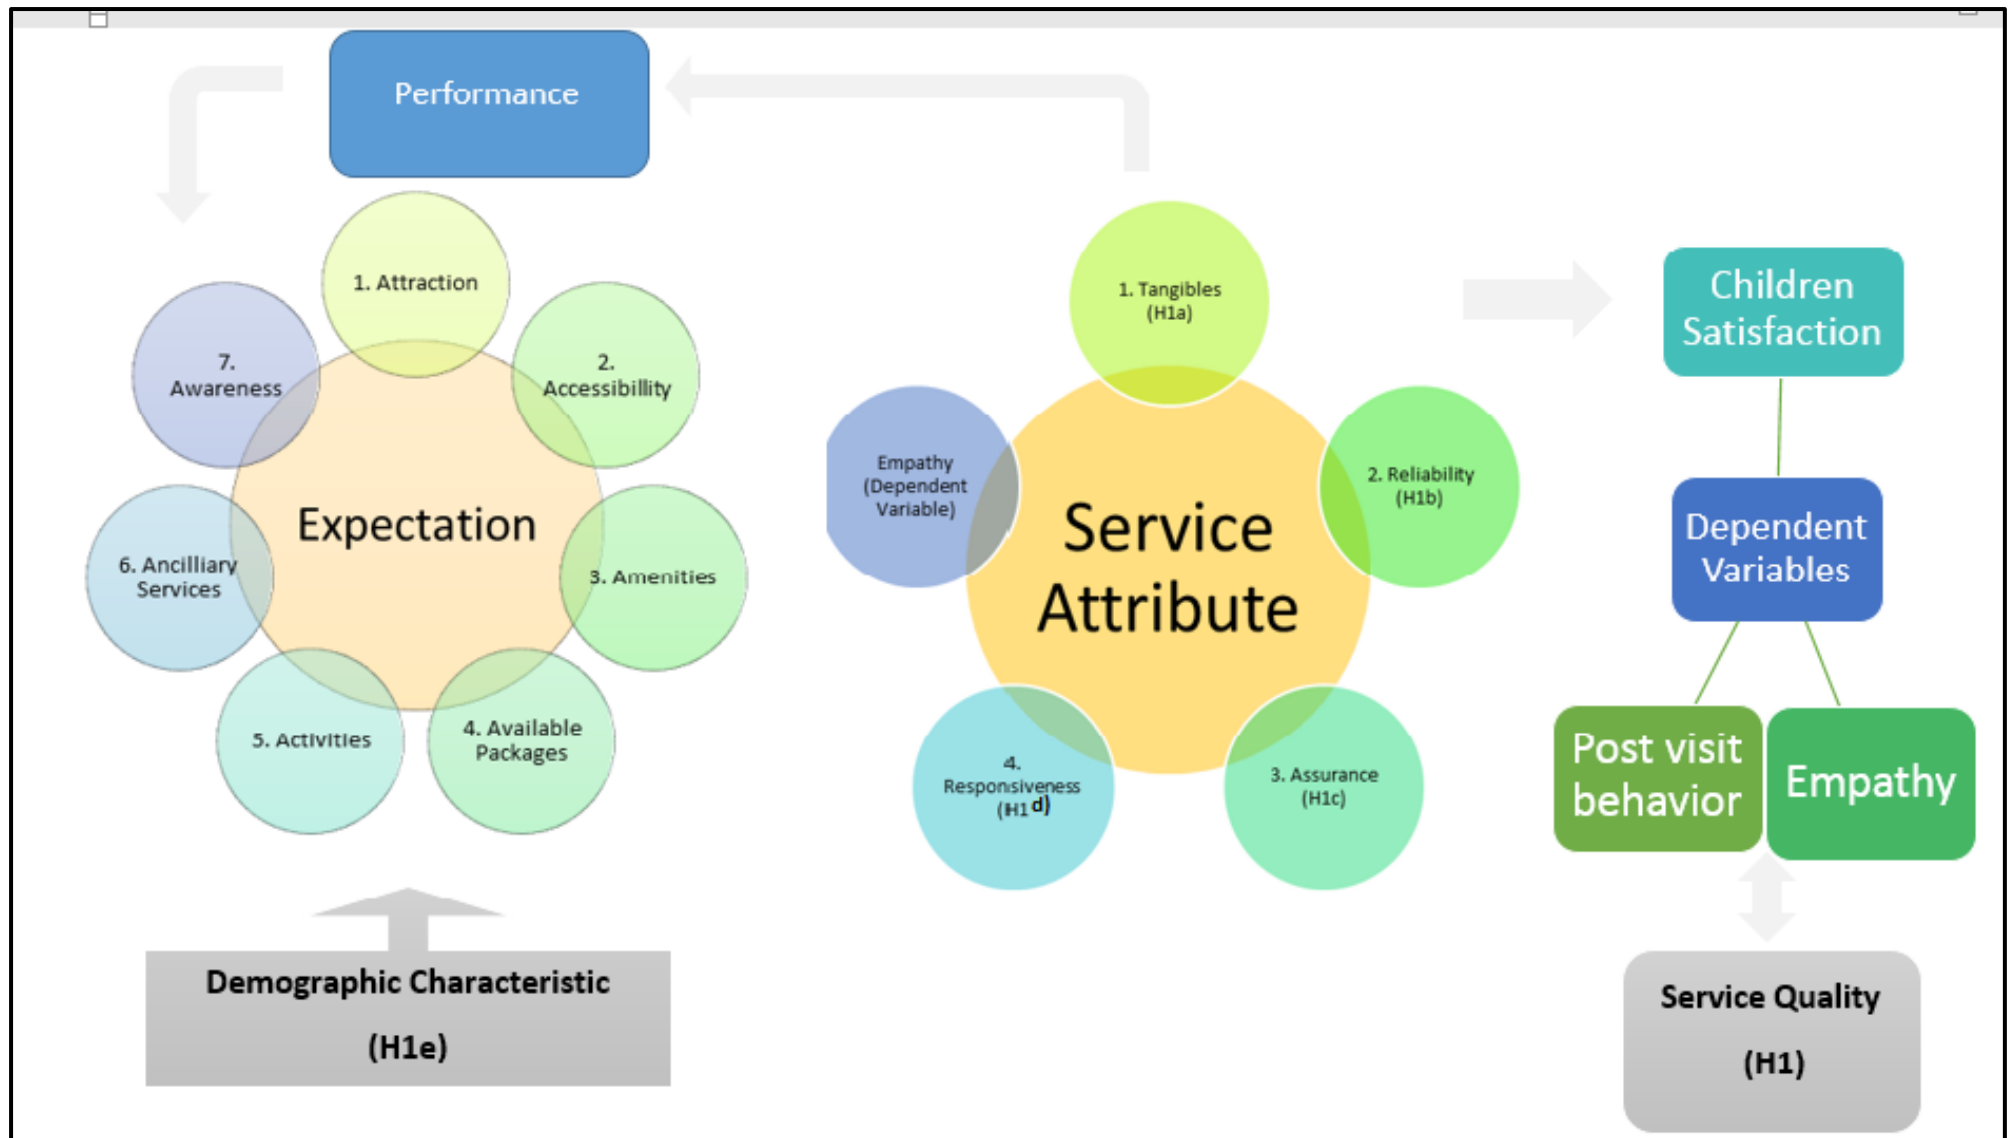 Performance
1. Attraction
2.
Accessibillity
3. Amenities
4. Available
Packages
5. Activities
6. Ancilliary
Services
7.
Awareness
Expectation
Demographic Characteristic
(H1e)
1. Tangibles
(H1a)
2. Reliability
(H1b)
3. Assurance
(H1c)
4.
Responsiveness
(H1d)
Empathy
(Dependent
Variable)
Service
Attribute
Children
Satisfaction
Dependent
Variables
Post visit
behavior
Empathy
Service Quality
(H1)